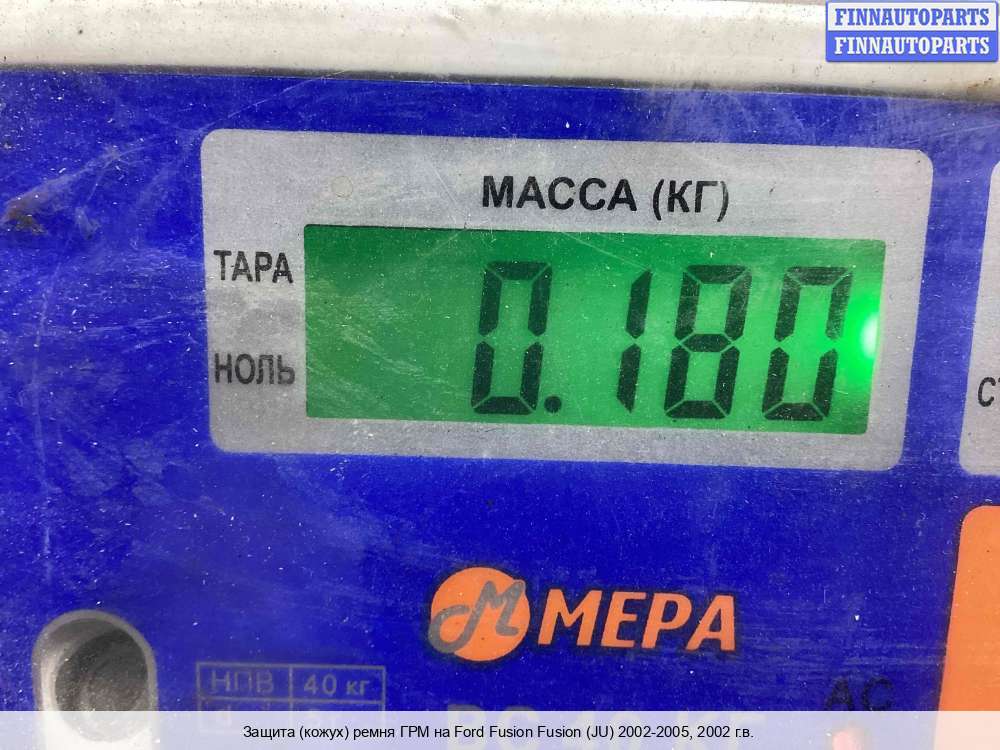 FINNAUTOPARTS
FINNAUTOPARTS
МАССА (КГ)
ТАРА
0.180
НОЛЬ
МЕРА
НПВ 40 кг
АС
Защита (кожух) ремня ГРМ на Ford Fusion Fusion (JU) 2002-2005, 2002 г.в.